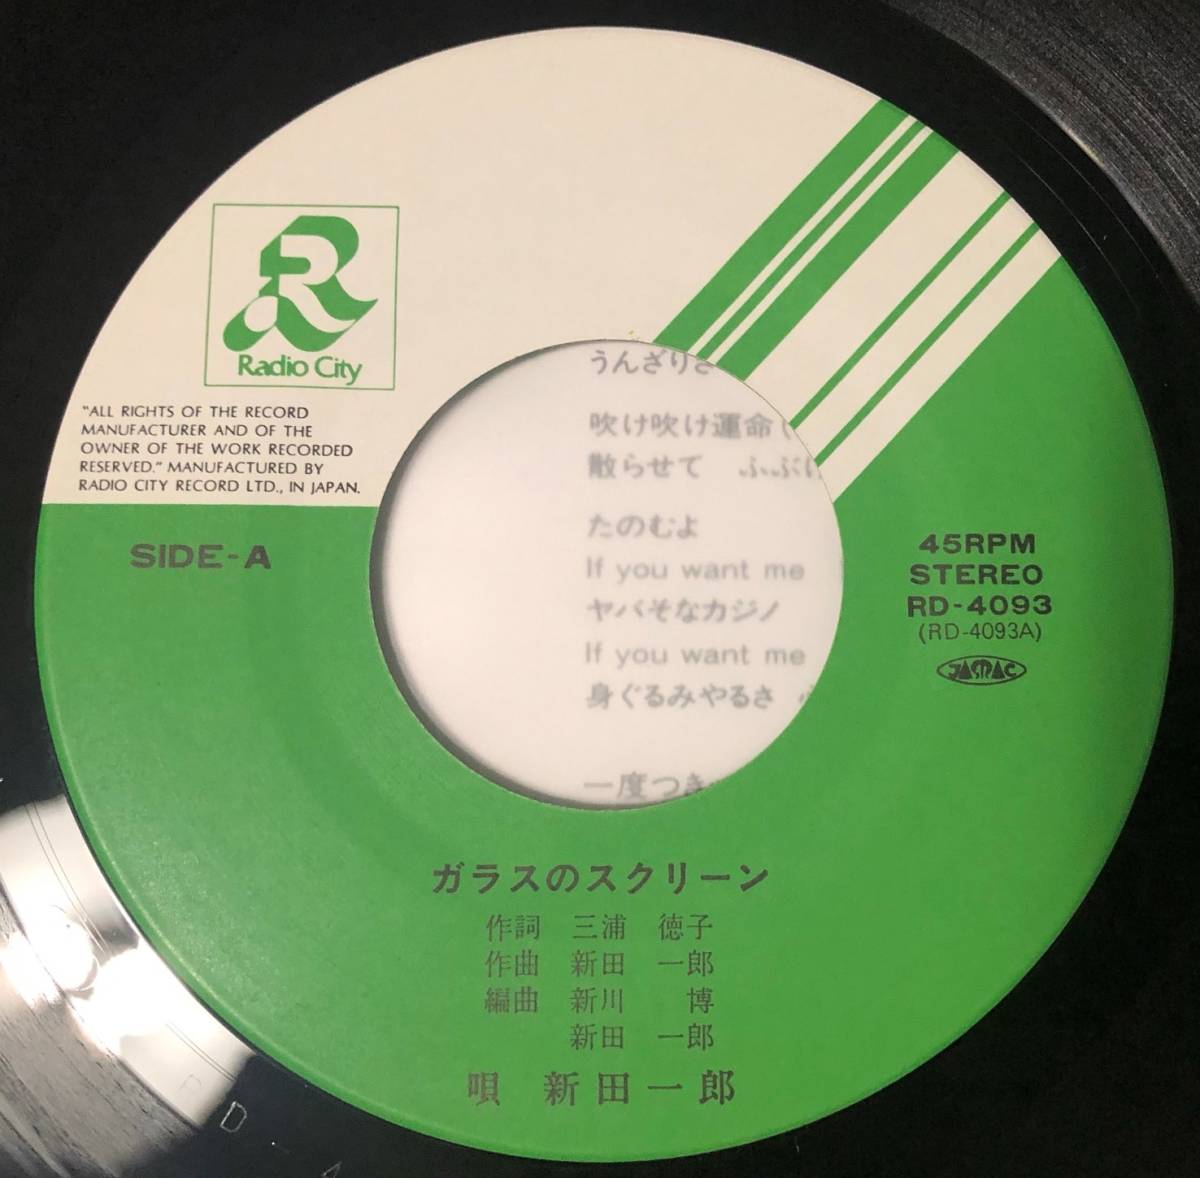 Radio City
"ALL RIGHTS OF THE RECORD
MANUFACTURER AND OF THE
OWNER OF THE WORK RECORDED
RESERVED." MANUFACTURED BY
RADIO CITY RECORD LTD., IN JAPAN.
SIDE-A
45RPM
STEREO
RD-4093
(RD-4093A)
JASRAC
うんざりさ
吹け吹け運命
散らせて ふぶけ
たのむよ
If you want me
ヤバそなカジノ
If you want me
身ぐるみやるさ
一度つき
ガラスのスクリーン
作詞 三浦 徳子
作曲 新田 一郎
編曲 新川 博
新田 一郎
唄 新田一郎